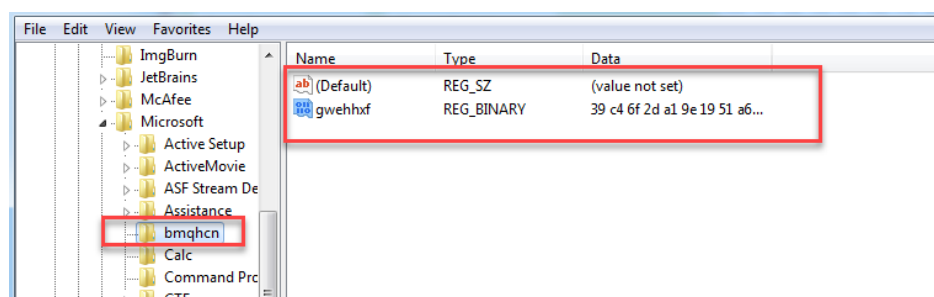 File Edit View Favorites Help
ImgBurn
JetBrains
McAfee
Microsoft
Active Setup
ActiveMovie
ASF Stream De
Assistance
bmqhcn
Calc
Command Prc
Name Type Data
(Default) REG_SZ (value not set)
gwehhxf REG_BINARY 39 c4 6f 2d a1 9e 19 51 a6...